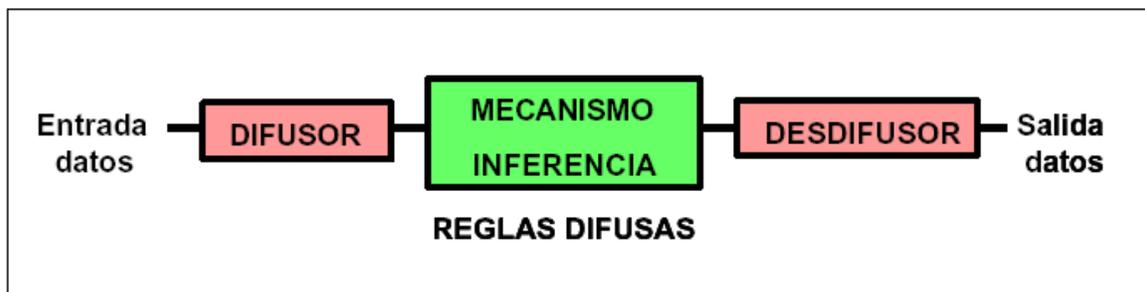 Entrada
datos
DIFUSOR
MECANISMO
INFERENCIA
DESDIFUSOR
Salida
datos
REGLAS DIFUSAS